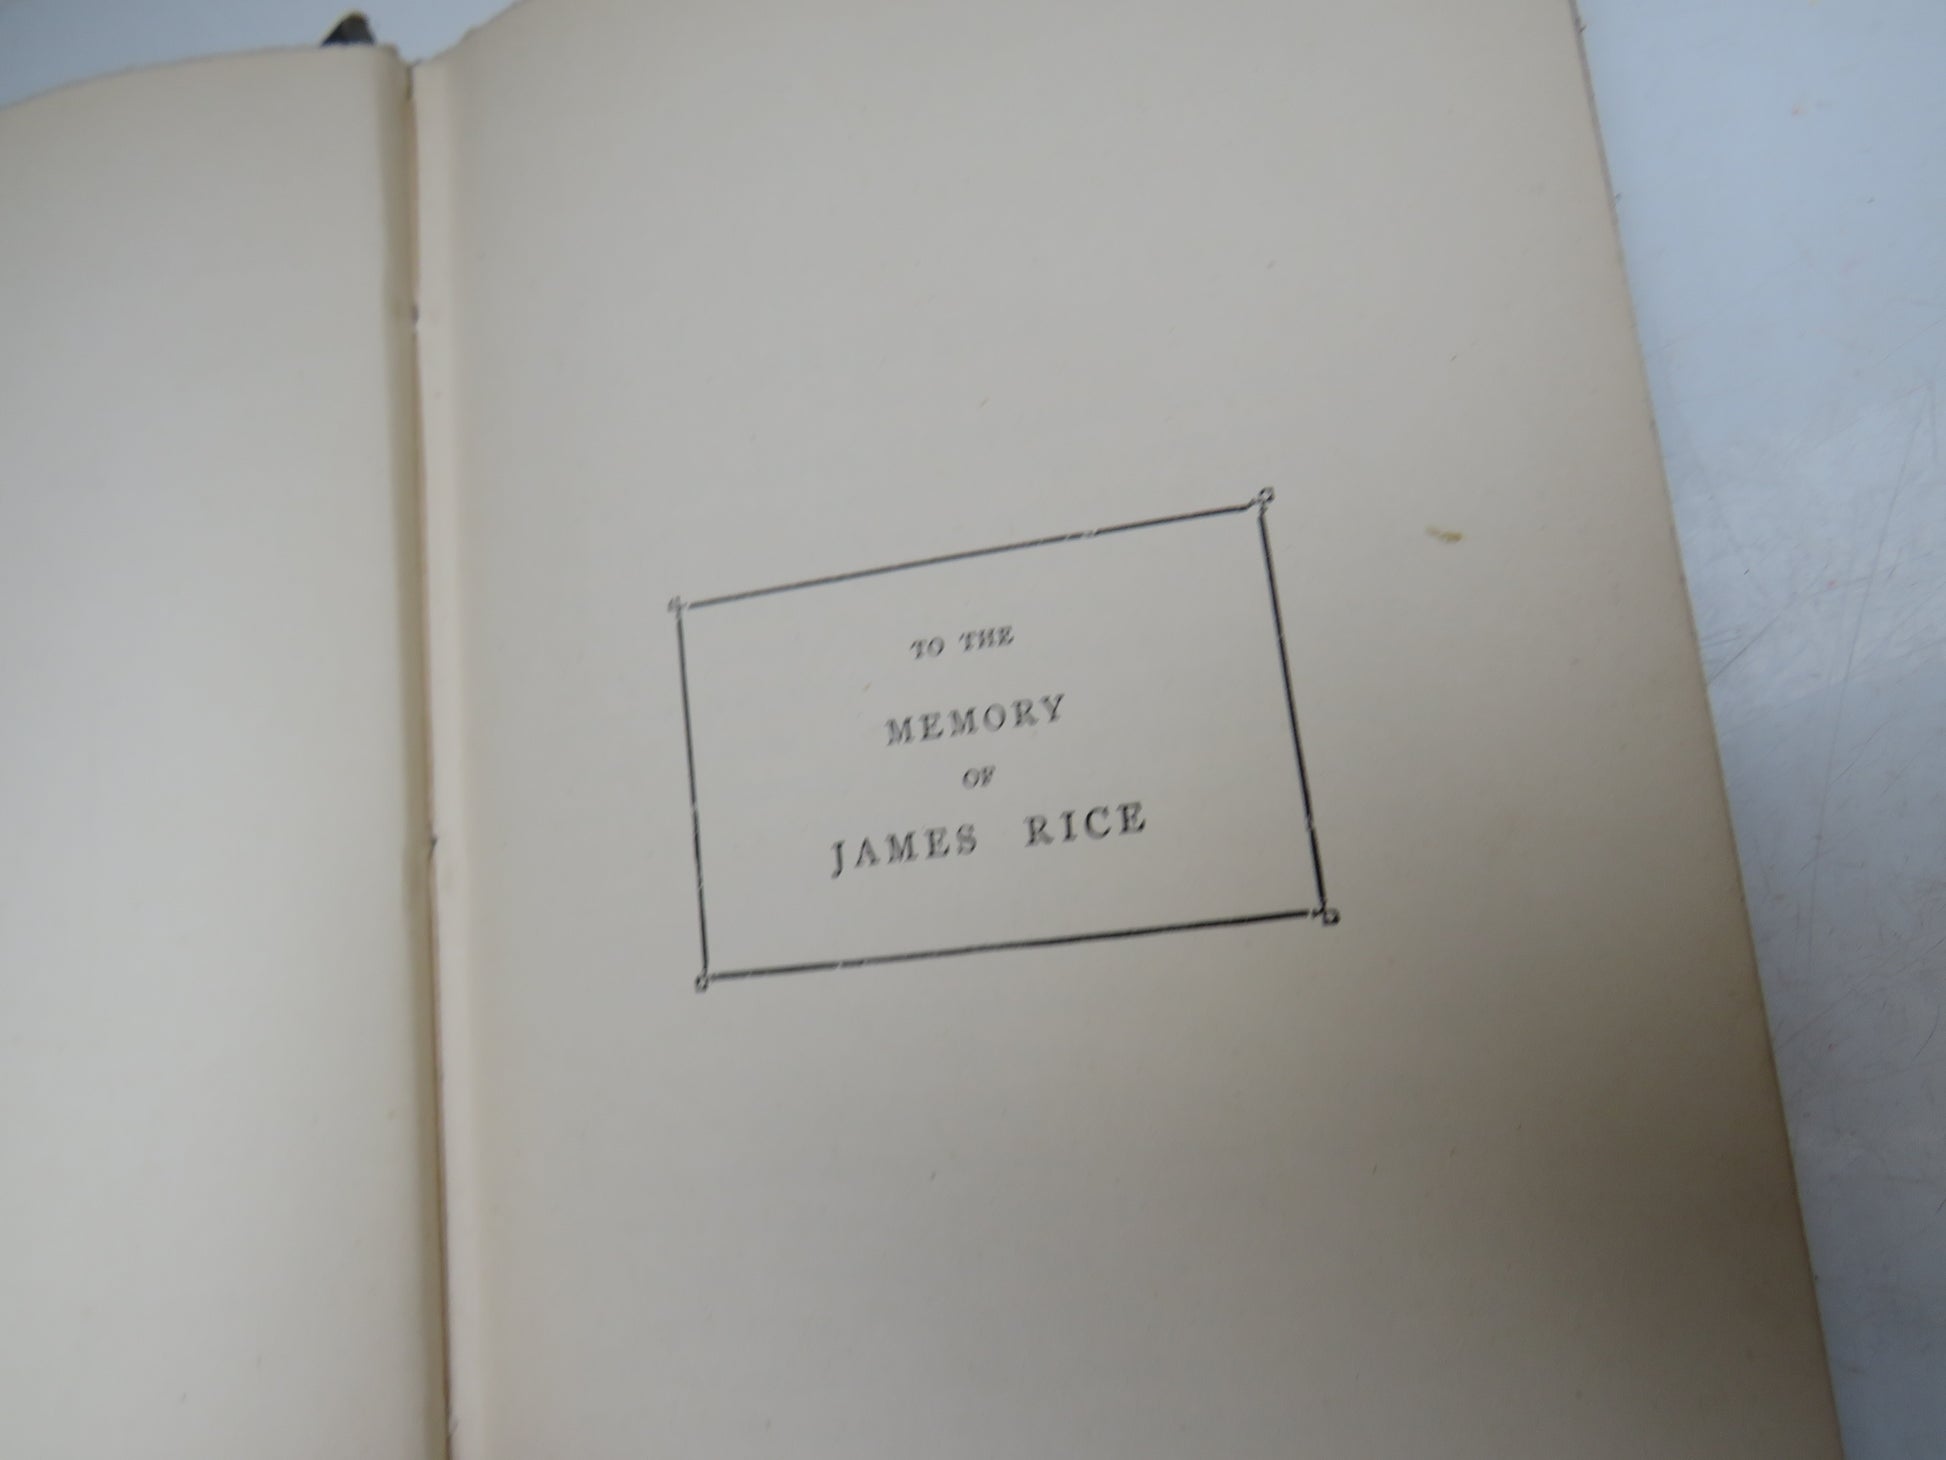 TO THE
MEMORY
OF
JAMES RICE